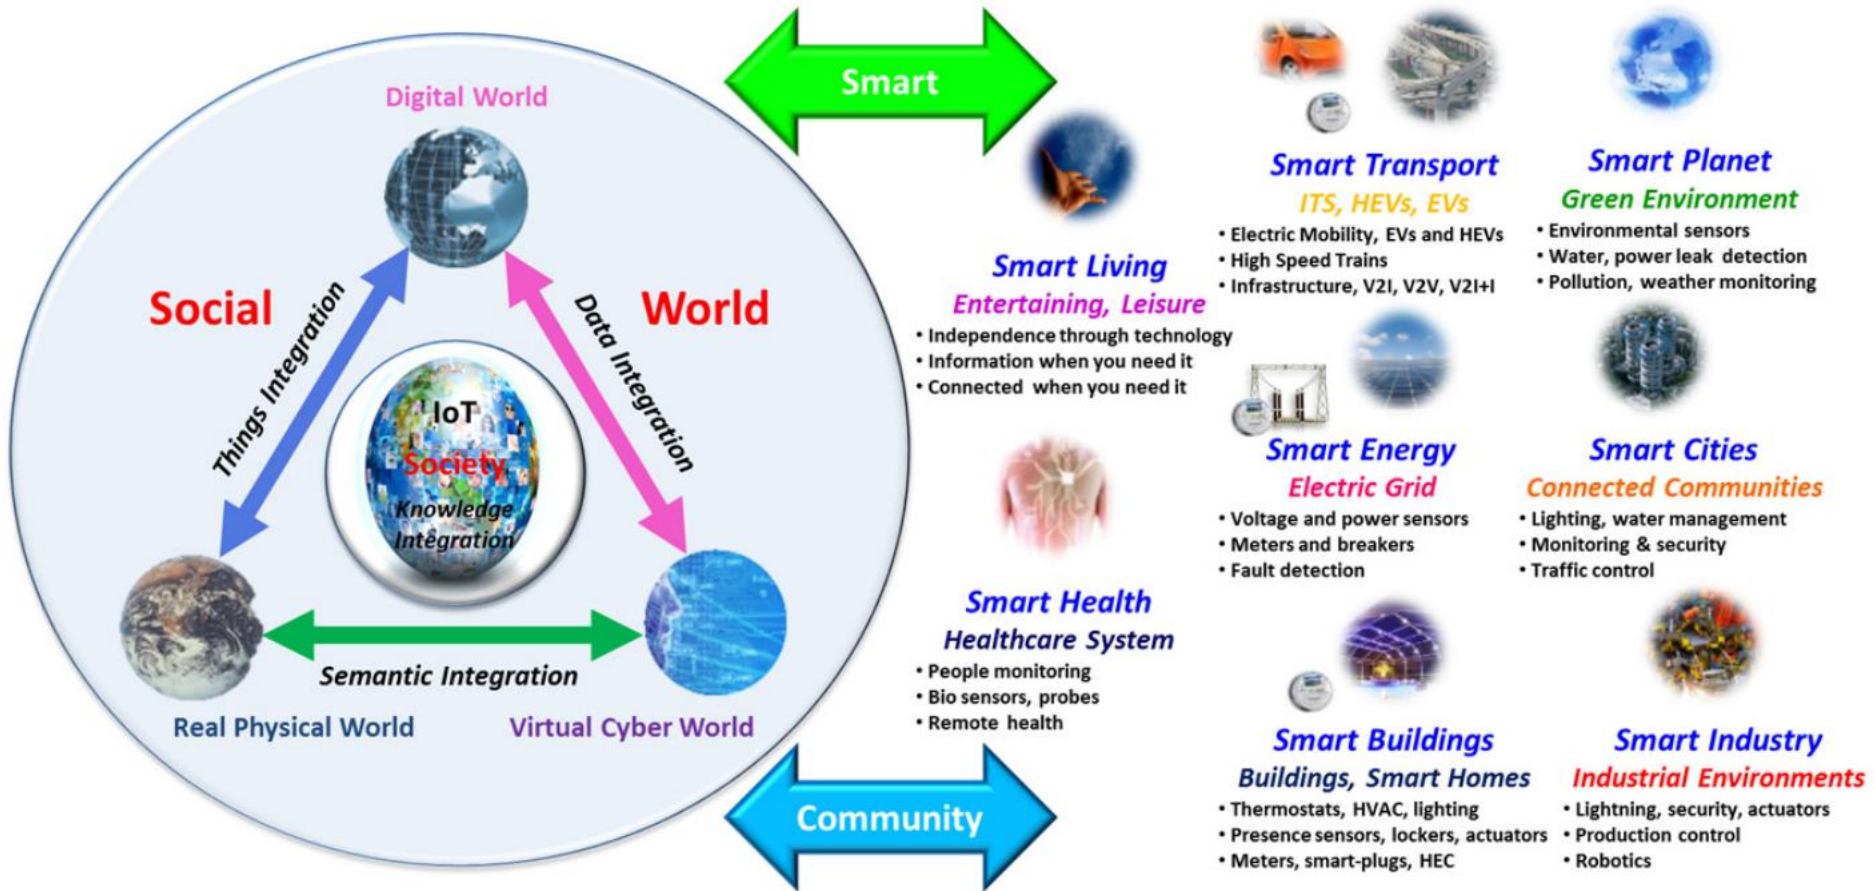 Digital World
Social
World
Things Integration
Data Integration
IoT
Society
Knowledge
Integration
Semantic Integration
Real Physical World
Virtual Cyber World
Smart
Community
Smart Living
Entertaining, Leisure
• Independence through technology
• Information when you need it
• Connected when you need it
Smart Health
Healthcare System
• People monitoring
• Bio sensors, probes
• Remote health
Smart Transport
ITS, HEVs, EVs
• Electric Mobility, EVs and HEVs
• High Speed Trains
• Infrastructure, V2I, V2V, V2I+I
Smart Planet
Green Environment
• Environmental sensors
• Water, power leak detection
• Pollution, weather monitoring
Smart Energy
Electric Grid
• Voltage and power sensors
• Meters and breakers
• Fault detection
Smart Cities
Connected Communities
• Lighting, water management
• Monitoring & security
• Traffic control
Smart Buildings
Buildings, Smart Homes
• Thermostats, HVAC, lighting
• Presence sensors, lockers, actuators
• Meters, smart-plugs, HEC
Smart Industry
Industrial Environments
• Lightning, security, actuators
• Production control
• Robotics